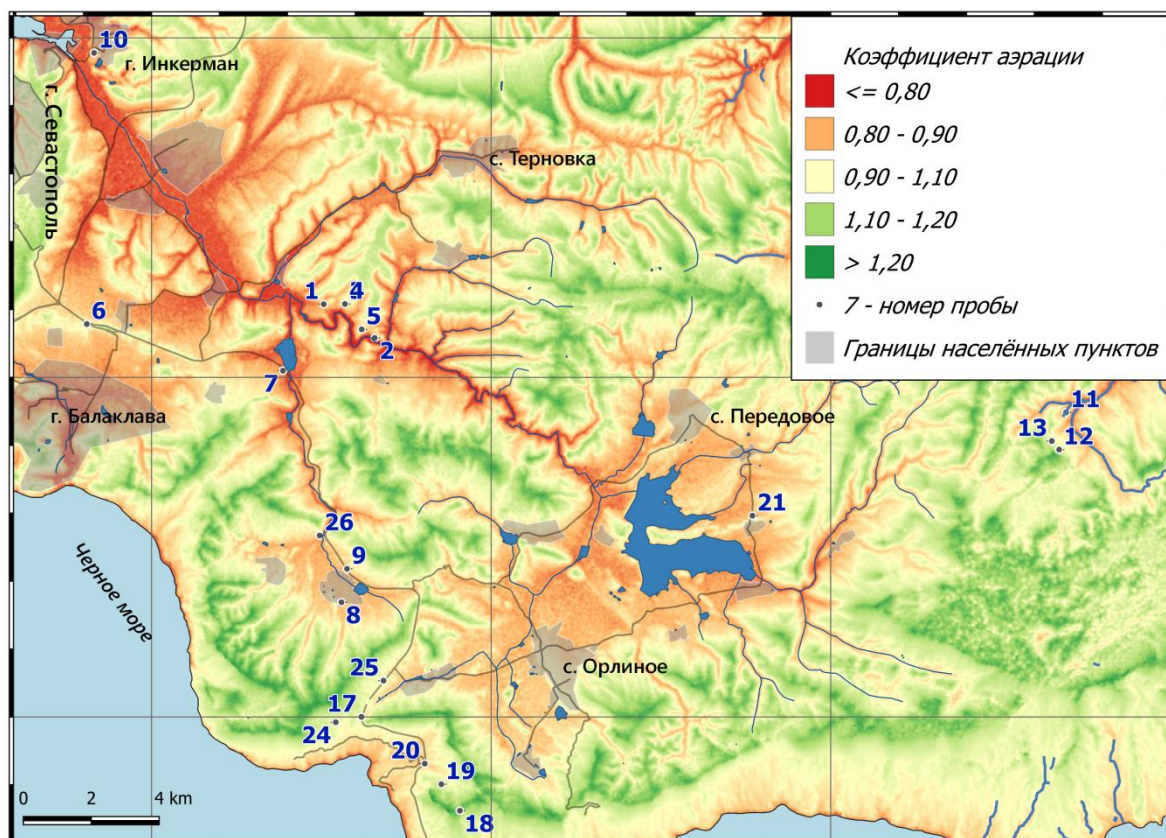 10
г. Инкерман
г. Севастополь
с. Терновка
1
4
5
2
6
7
г. Балаклава
с. Передовое
11
13
12
21
26
9
8
Черное море
25
с. Орлиное
17
24
20
19
18
0 2 4 km
Коэффициент аэрации
<= 0,80
0,80 - 0,90
0,90 - 1,10
1,10 - 1,20
> 1,20
7 - номер пробы
Границы населённых пунктов